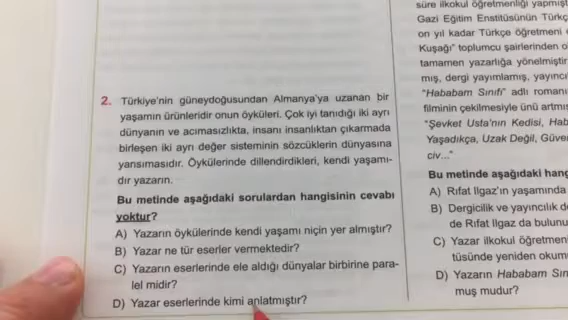 2. Türkiye'nin güneydoğusundan Almanya'ya uzanan bir
yaşamın ürünleridir onun öyküleri. Çok iyi tanıdığı iki ayrı
dünyanın ve acımasızlıkta, insanı insanlıktan çıkarmada
birleşen iki ayrı değer sisteminin sözcüklerin dünyasına
yansımasıdır. Öykülerinde dillendirdikleri, kendi yaşamı-
dır yazarın.
Bu metinde aşağıdaki sorulardan hangisinin cevabı
yoktur?
A) Yazarın öykülerinde kendi yaşamı niçin yer almıştır?
B) Yazar ne tür eserler vermektedir?
C) Yazarın eserlerinde ele aldığı dünyalar birbirine para-
lel midir?
D) Yazar eserlerinde kimi anlatmıştır?
süre ilkokul öğretmenliği yapmışt
Gazi Eğitim Enstitüsünün Türkç
on yıl kadar Türkçe öğretmeni
Kuşağı" toplumcu şairlerinden o
tamamen yazarlığa yönelmiştir
mış, dergi yayımlamış, yayıncı
"Hababam Sınıfı" adlı romanı
filminin çekilmesiyle ünü artmış
"Şevket Usta'nın Kedisi, Hab
Yaşadıkça, Uzak Değil, Güve
civ..."
Bu metinde aşağıdaki hang
A) Rıfat Ilgaz'ın yaşamında
B) Dergicilik ve yayıncılık d
de Rıfat Ilgaz da bulunu
C) Yazar ilkokul öğretmen
tüsünde yeniden okum
D) Yazarın Hababam Sın
muş mudur?